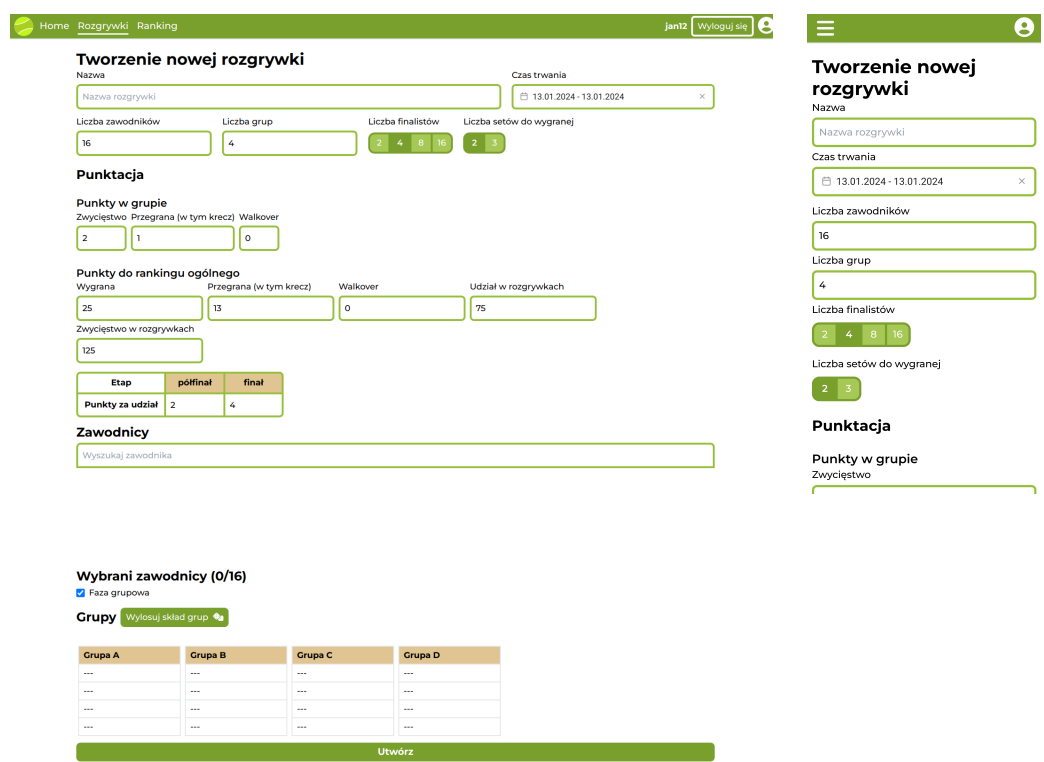 Home Rozgrywki Ranking jan12 Wyloguj się
Tworzenie nowej rozgrywki
Nazwa Czas trwania
Nazwa rozgrywki 13.01.2024 - 13.01.2024
Liczba zawodników Liczba grup Liczba finalistów Liczba setów do wygranej
16 4 2 4 8 16 2 3
Punktacja
Punkty w grupie
Zwycięstwo Przegrana (w tym krecz) Walkover
2 1 0
Punkty do rankingu ogólnego
Wygrana Przegrana (w tym krecz) Walkover Udział w rozgrywkach
25 13 0 75
Zwycięstwo w rozgrywkach
125
Etap półfinał finał
Punkty za udział 2 4
Zawodnicy
Wyszukaj zawodnika
Wybrani zawodnicy (0/16)
Faza grupowa
Grupy Wylosuj skład grup
Grupa A Grupa B Grupa C Grupa D
--- --- --- ---
--- --- --- ---
--- --- --- ---
--- --- --- ---
Utwórz
Tworzenie nowej
rozgrywki
Nazwa
Nazwa rozgrywki
Czas trwania
13.01.2024 - 13.01.2024
Liczba zawodników
16
Liczba grup
4
Liczba finalistów
2 4 8 16
Liczba setów do wygranej
2 3
Punktacja
Punkty w grupie
Zwycięstwo